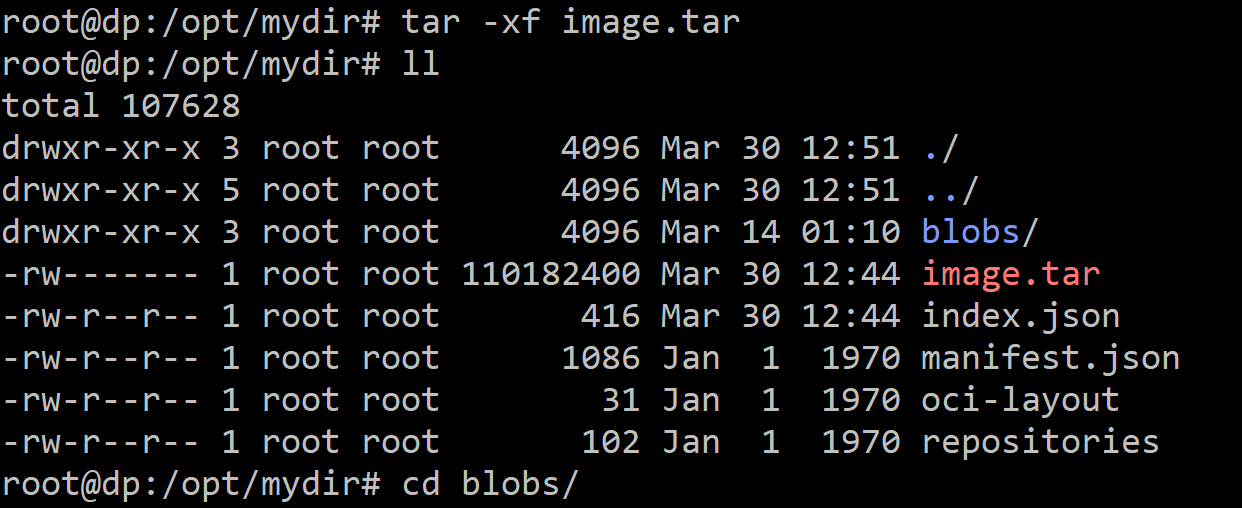 root@dp:/opt/mydir# tar -xf image.tar
root@dp:/opt/mydir# ll
total 107628
drwxr-xr-x 3 root root      4096 Mar 30 12:51 ./
drwxr-xr-x 5 root root      4096 Mar 30 12:51 ../
drwxr-xr-x 3 root root      4096 Mar 14 01:10 blobs/
-rw------- 1 root root 110182400 Mar 30 12:44 image.tar
-rw-r--r-- 1 root root       416 Mar 30 12:44 index.json
-rw-r--r-- 1 root root      1086 Jan  1  1970 manifest.json
-rw-r--r-- 1 root root        31 Jan  1  1970 oci-layout
-rw-r--r-- 1 root root       102 Jan  1  1970 repositories
root@dp:/opt/mydir# cd blobs/